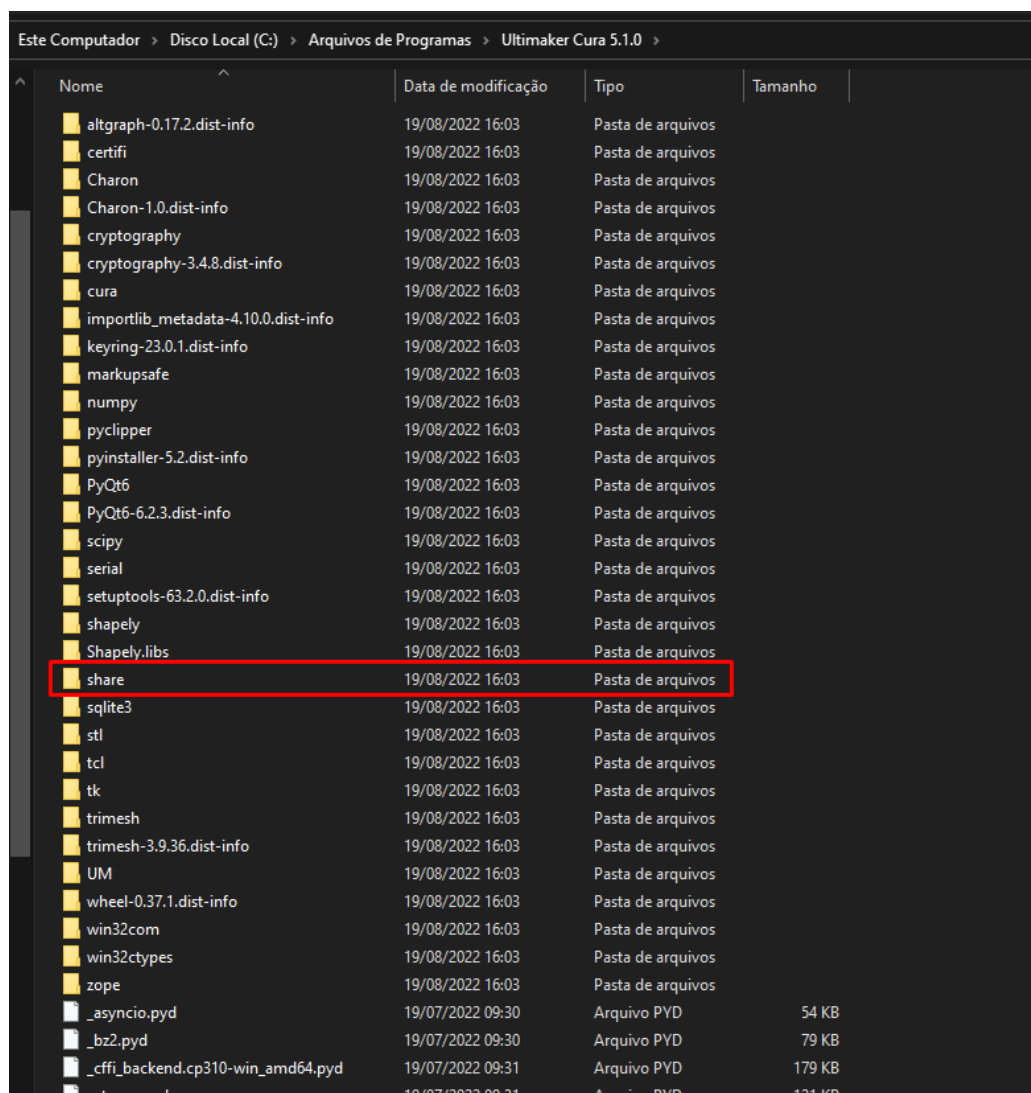 Este Computador > Disco Local (C:) > Arquivos de Programas > Ultimaker Cura 5.1.0 >
Nome Data de modificação Tipo Tamanho
altgraph-0.17.2.dist-info 19/08/2022 16:03 Pasta de arquivos
certifi 19/08/2022 16:03 Pasta de arquivos
Charon 19/08/2022 16:03 Pasta de arquivos
Charon-1.0.dist-info 19/08/2022 16:03 Pasta de arquivos
cryptography 19/08/2022 16:03 Pasta de arquivos
cryptography-3.4.8.dist-info 19/08/2022 16:03 Pasta de arquivos
cura 19/08/2022 16:03 Pasta de arquivos
importlib_metadata-4.10.0.dist-info 19/08/2022 16:03 Pasta de arquivos
keyring-23.0.1.dist-info 19/08/2022 16:03 Pasta de arquivos
markupsafe 19/08/2022 16:03 Pasta de arquivos
numpy 19/08/2022 16:03 Pasta de arquivos
pyclipper 19/08/2022 16:03 Pasta de arquivos
pyinstaller-5.2.dist-info 19/08/2022 16:03 Pasta de arquivos
PyQt6 19/08/2022 16:03 Pasta de arquivos
PyQt6-6.2.3.dist-info 19/08/2022 16:03 Pasta de arquivos
scipy 19/08/2022 16:03 Pasta de arquivos
serial 19/08/2022 16:03 Pasta de arquivos
setuptools-63.2.0.dist-info 19/08/2022 16:03 Pasta de arquivos
shapely 19/08/2022 16:03 Pasta de arquivos
Shapely.libs 19/08/2022 16:03 Pasta de arquivos
share 19/08/2022 16:03 Pasta de arquivos
sqlite3 19/08/2022 16:03 Pasta de arquivos
stl 19/08/2022 16:03 Pasta de arquivos
tcl 19/08/2022 16:03 Pasta de arquivos
tk 19/08/2022 16:03 Pasta de arquivos
trimesh 19/08/2022 16:03 Pasta de arquivos
trimesh-3.9.36.dist-info 19/08/2022 16:03 Pasta de arquivos
UM 19/08/2022 16:03 Pasta de arquivos
wheel-0.37.1.dist-info 19/08/2022 16:03 Pasta de arquivos
win32com 19/08/2022 16:03 Pasta de arquivos
win32ctypes 19/08/2022 16:03 Pasta de arquivos
zope 19/08/2022 16:03 Pasta de arquivos
_asyncio.pyd 19/07/2022 09:30 Arquivo PYD 54 KB
_bz2.pyd 19/07/2022 09:30 Arquivo PYD 79 KB
_cffi_backend.cp310-win_amd64.pyd 19/07/2022 09:31 Arquivo PYD 179 KB